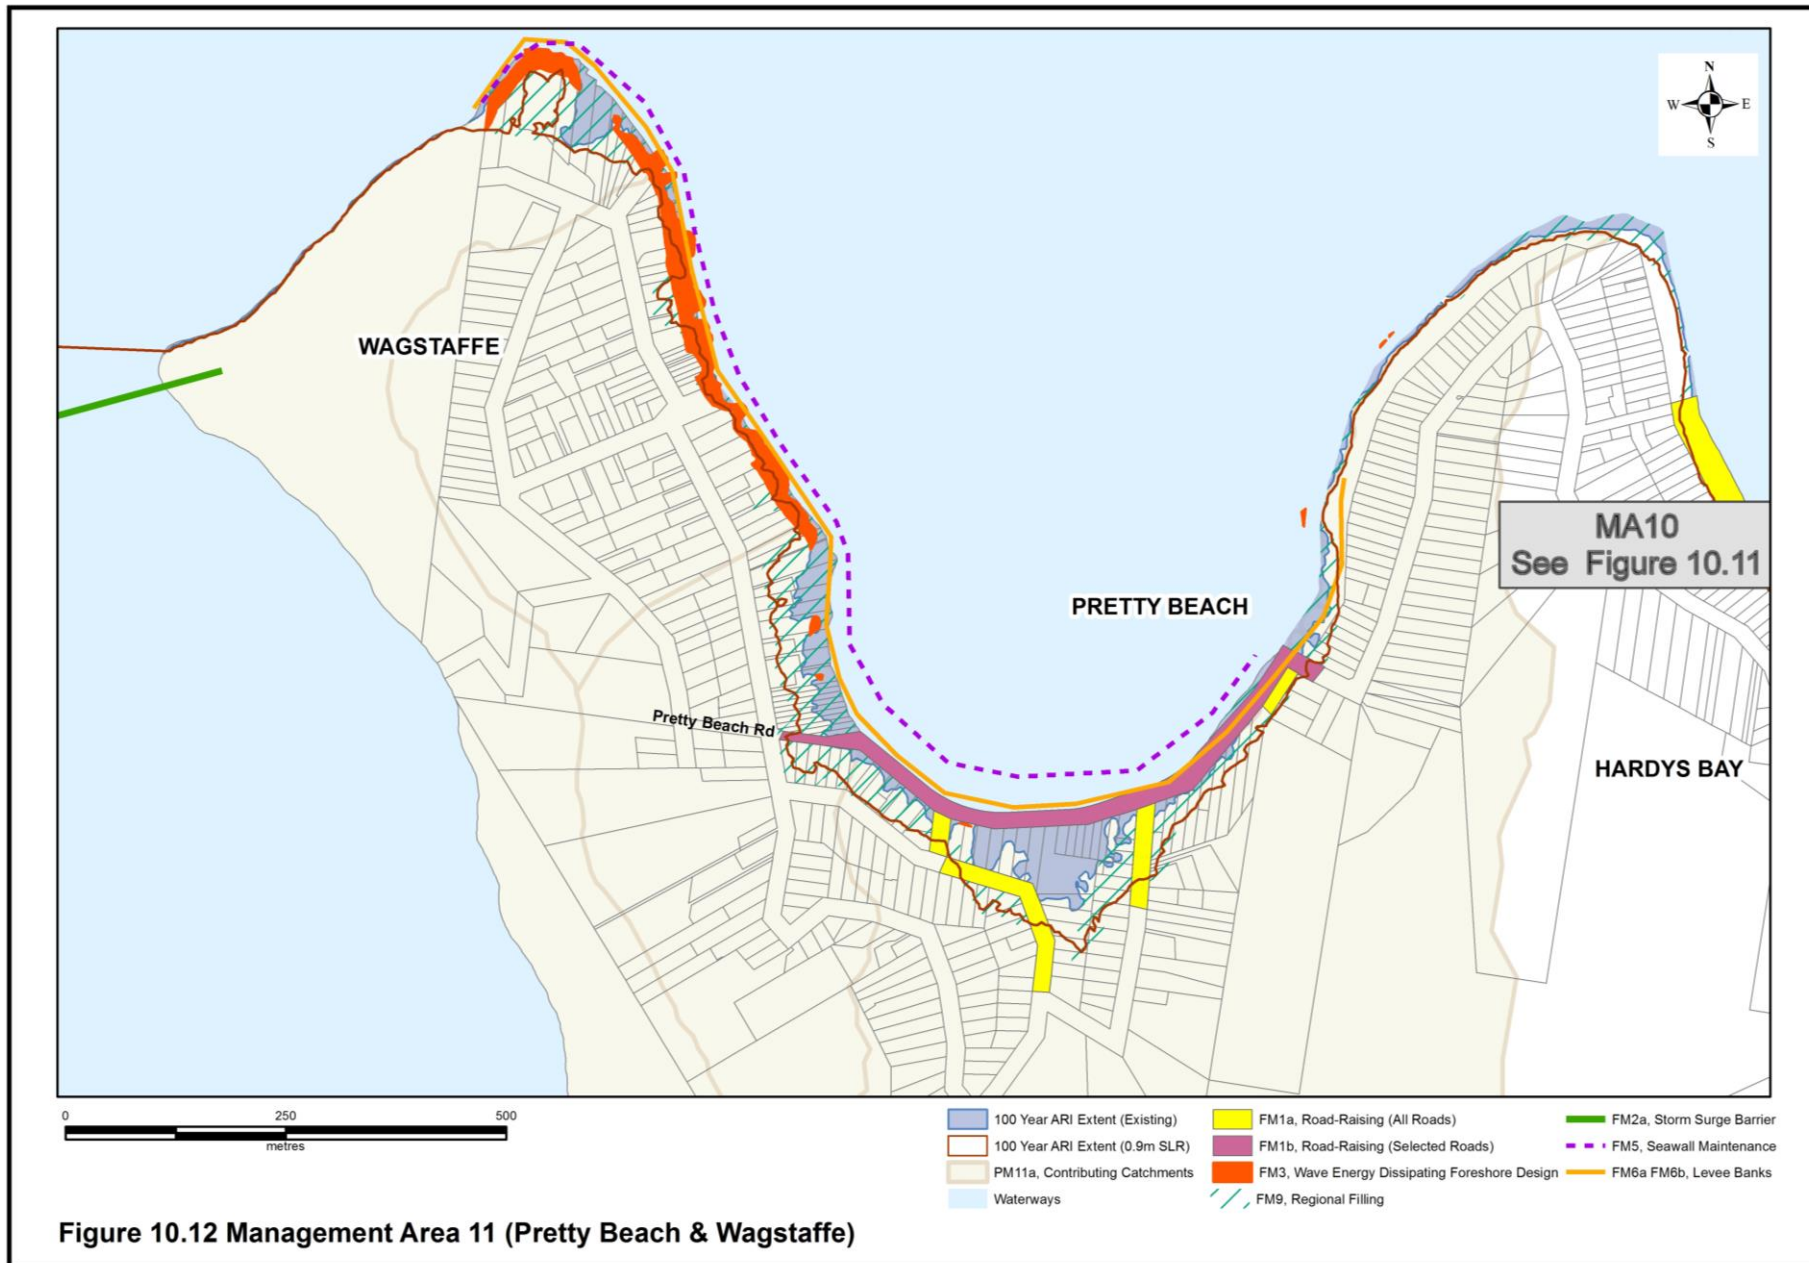 N
W E
S
WAGSTAFFE
MA10
See Figure 10.11
PRETTY BEACH
Pretty Beach Rd
HARDYS BAY
0 250 500
metres
100 Year ARI Extent (Existing)
100 Year ARI Extent (0.9m SLR)
PM11a, Contributing Catchments
Waterways
FM1a, Road-Raising (All Roads)
FM1b, Road-Raising (Selected Roads)
FM3, Wave Energy Dissipating Foreshore Design
FM9, Regional Filling
FM2a, Storm Surge Barrier
FM5, Seawall Maintenance
FM6a FM6b, Levee Banks
Figure 10.12 Management Area 11 (Pretty Beach & Wagstaffe)